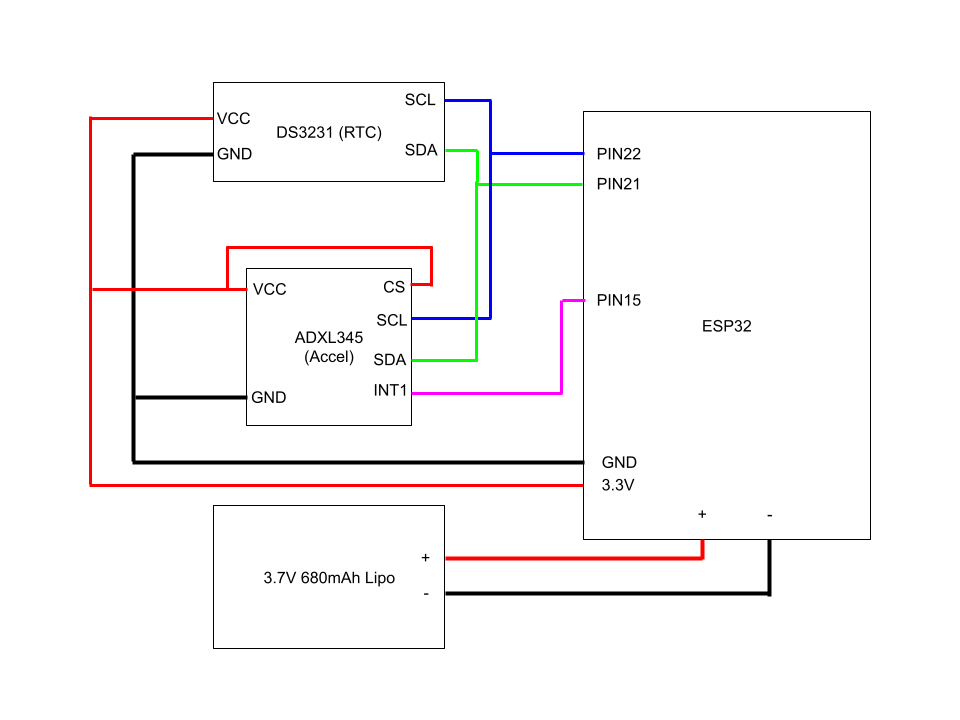 SCL
VCC
DS3231 (RTC)
SDA
GND
PIN22
PIN21
VCC
CS
PIN15
SCL
ADXL345
(Accel)
SDA
INT1
GND
ESP32
GND
3.3V
+
-
+
3.7V 680mAh Lipo
-